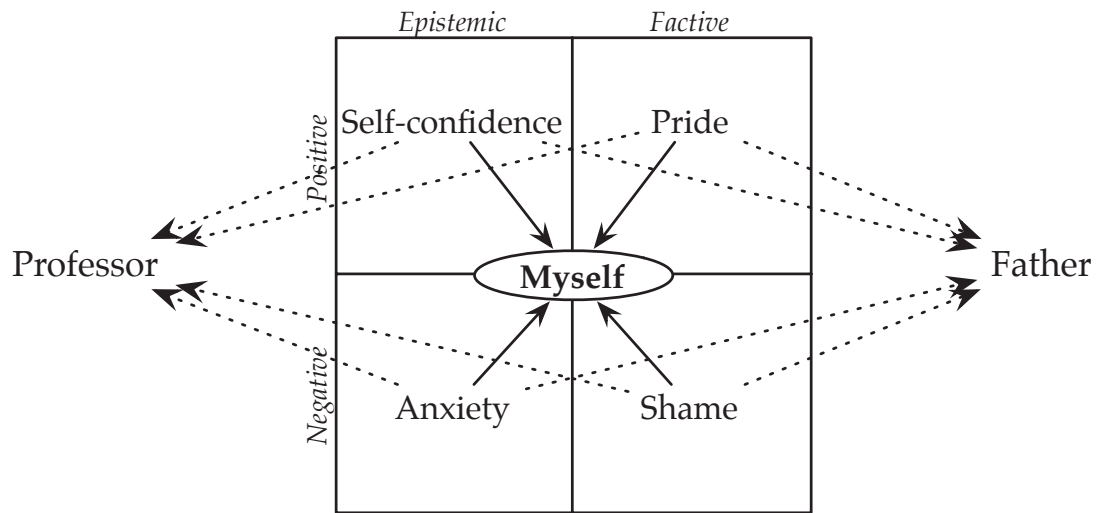 Epistemic
Factive
Positive
Self-confidence
Pride
Professor
Myself
Father
Negative
Anxiety
Shame